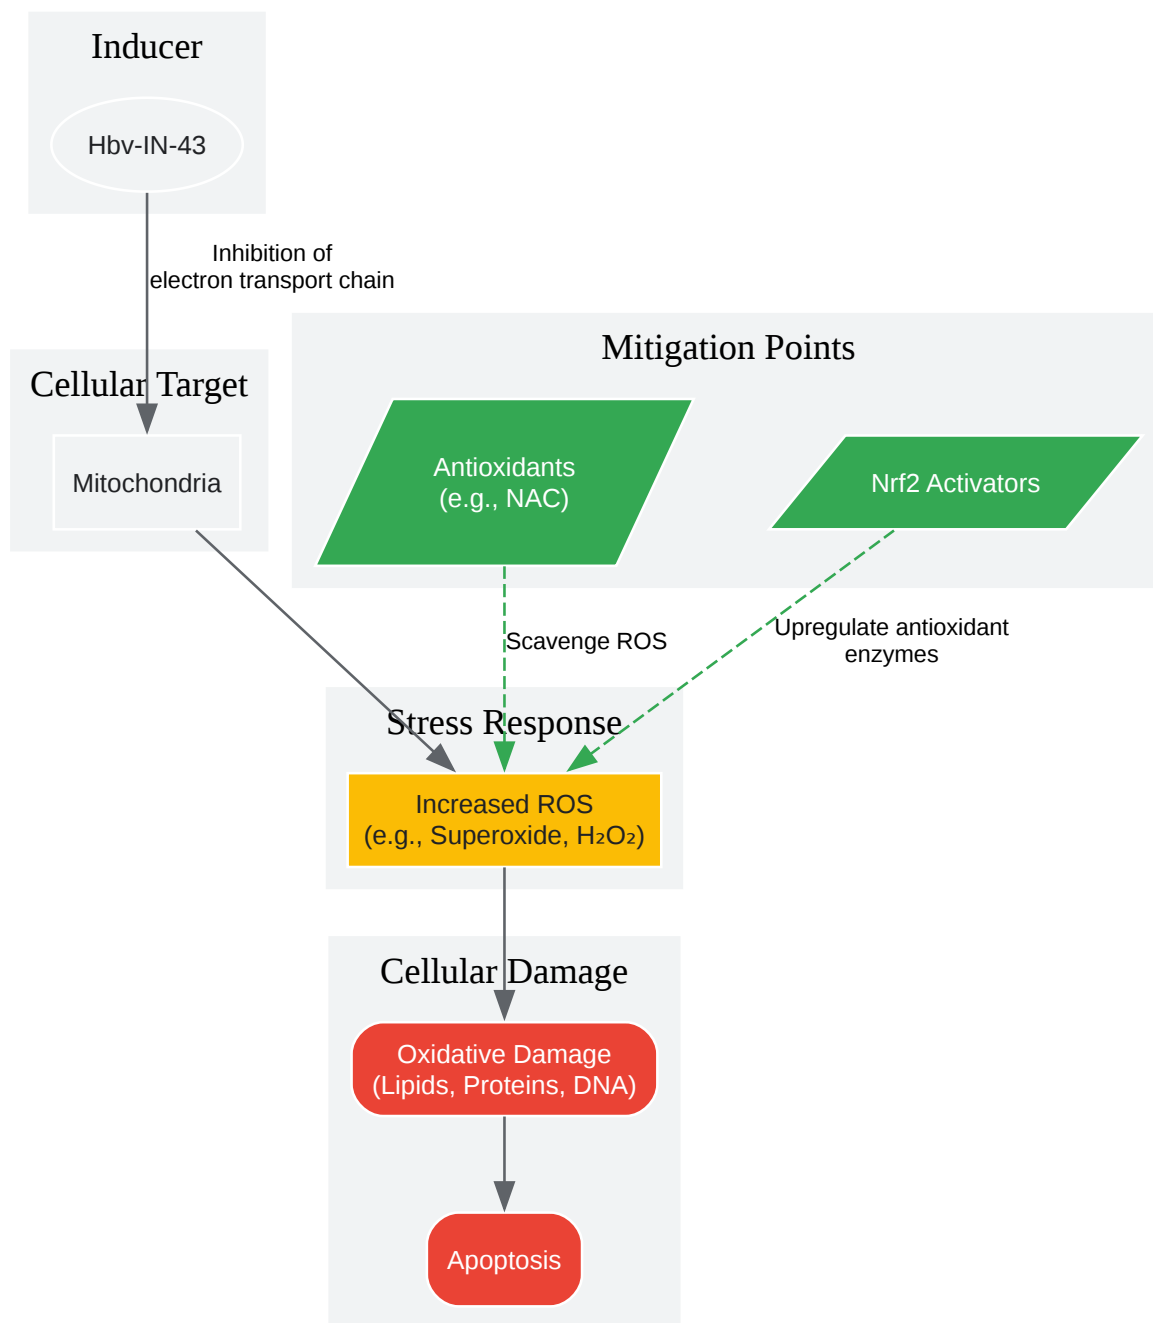 Inducer
Hbv-IN-43
Inhibition of
electron transport chain
Cellular Target
Mitochondria
Mitigation Points
Antioxidants
(e.g., NAC)
Nrf2 Activators
Scavenge ROS
Upregulate antioxidant
enzymes
Stress Response
Increased ROS
(e.g., Superoxide, H₂O₂)
Cellular Damage
Oxidative Damage
(Lipids, Proteins, DNA)
Apoptosis